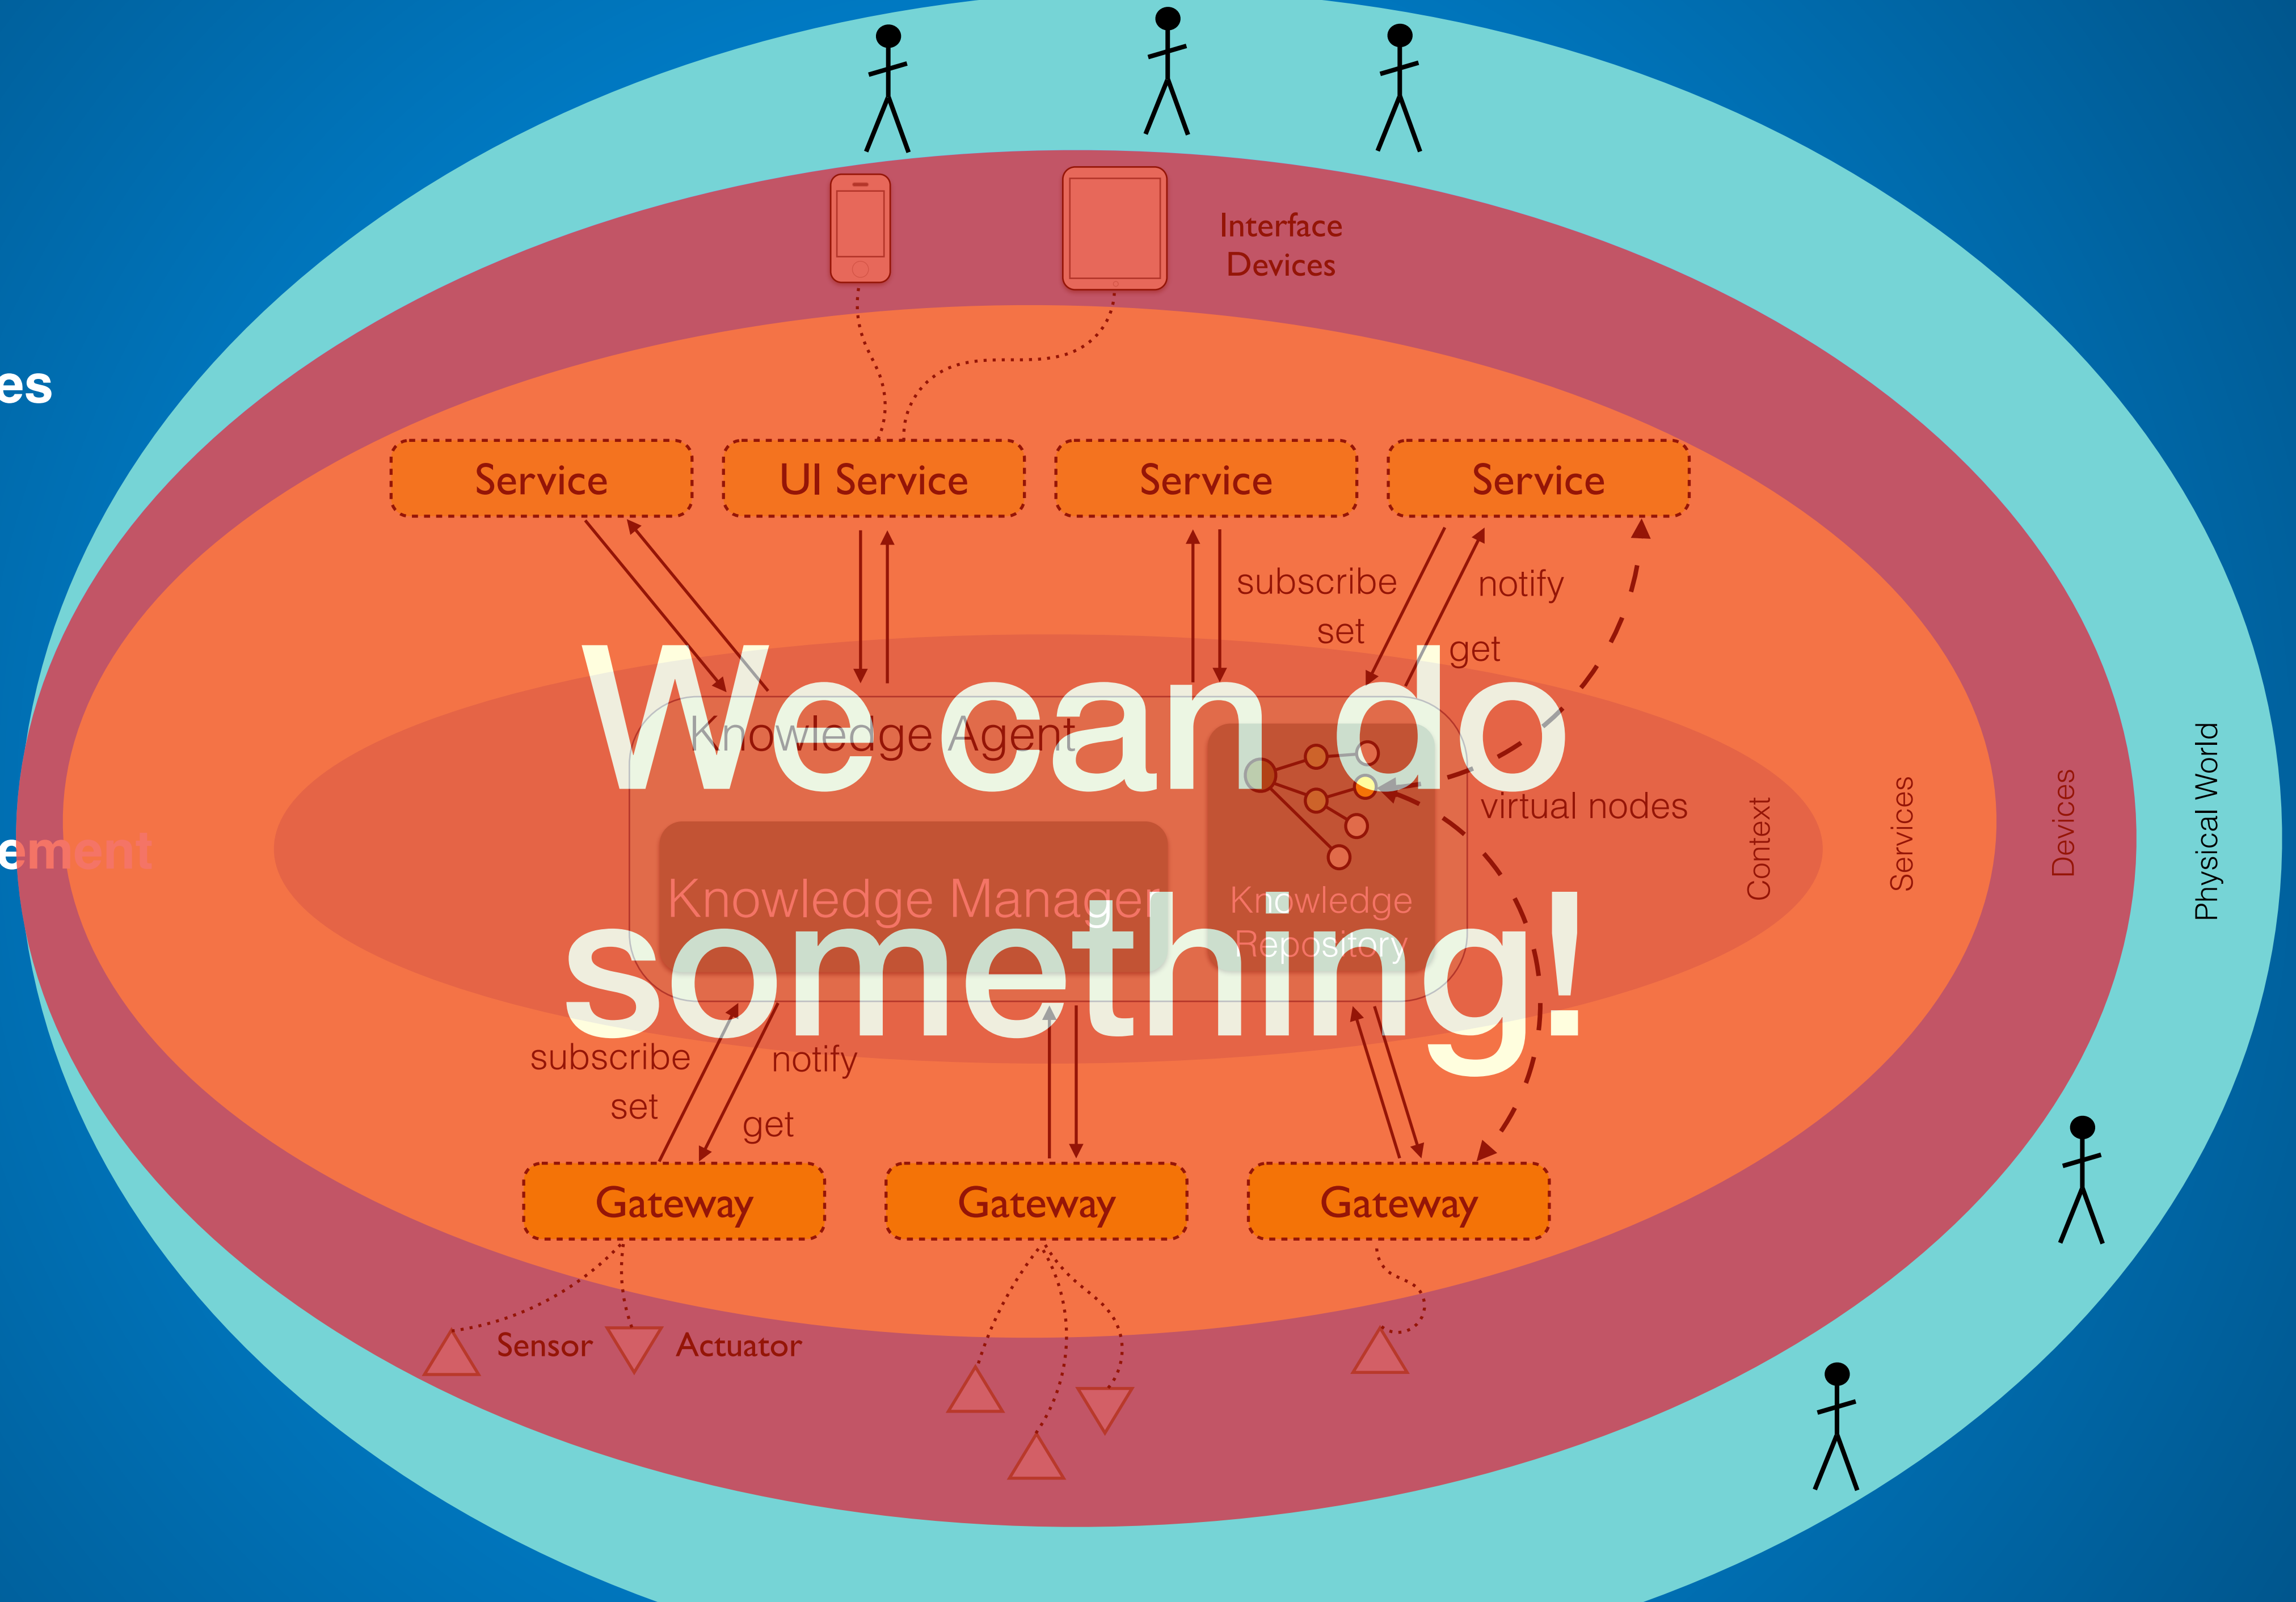 Interface
Devices
es
Service
UI Service
Service
Service
subscribe
notify
set
get
We can do
Knowledge Agent
virtual nodes
Context
Services
Devices
Physical World
ement
Knowledge Manager
Knowledge
Repository
something!
subscribe
notify
set
get
Gateway
Gateway
Gateway
Sensor
Actuator